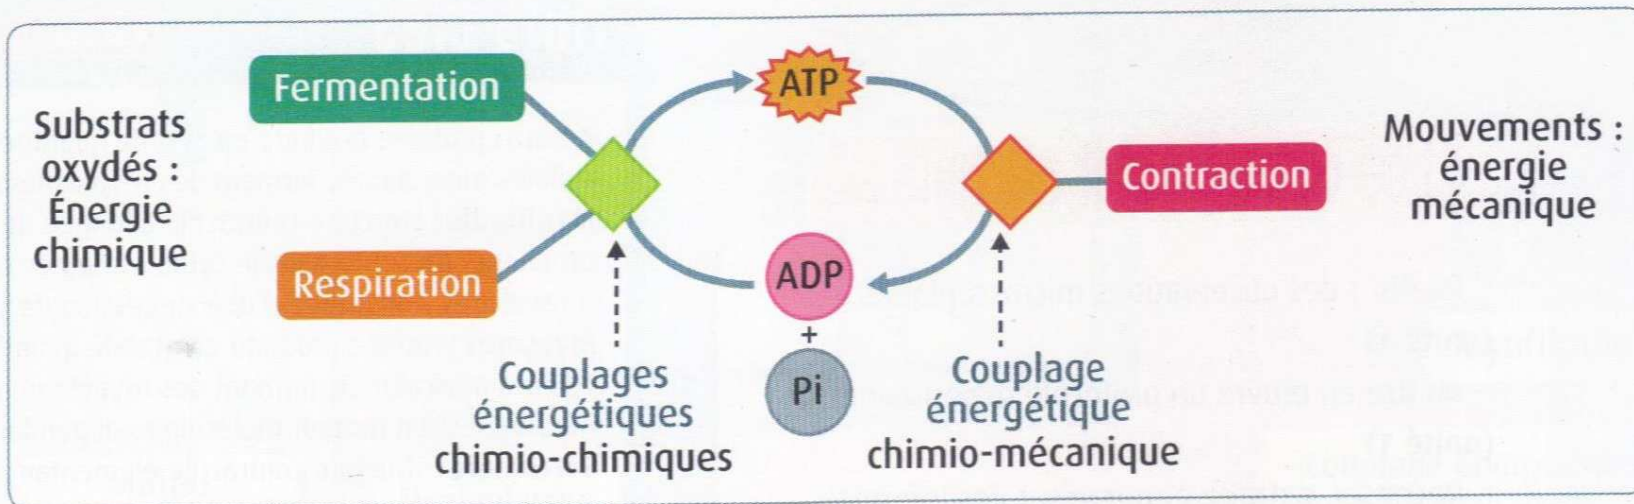 Substrats
oxydés :
Énergie
chimique
Fermentation
Respiration
ATP
ADP
+
Pi
Contraction
Mouvements :
énergie
mécanique
Couplages
énergétiques
chimio-chimiques
Couplage
énergétique
chimio-mécanique